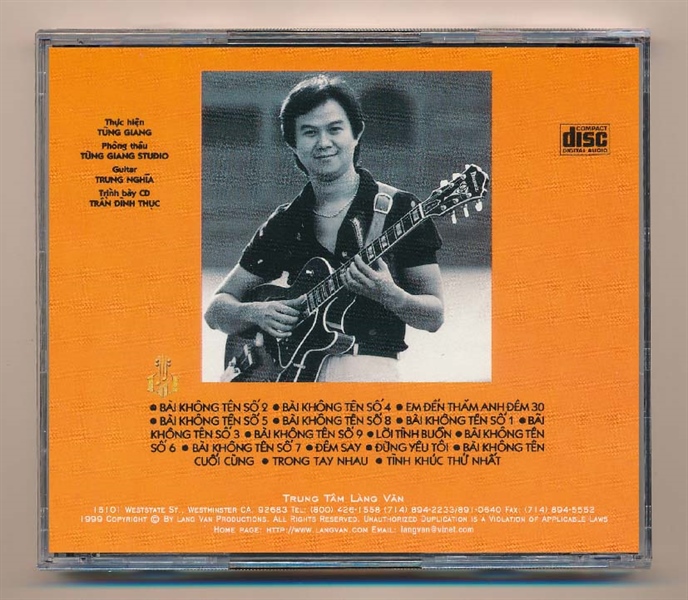 Thực hiện
TÙNG GIANG
Phòng thâu
TÙNG GIANG STUDIO
Guitar
TRUNG NGHĨA
Trình bày CD
TRẦN ĐÌNH THỤC
COMPACT
disc
DIGITAL AUDIO
● BÀI KHÔNG TÊN SỐ 2 ● BÀI KHÔNG TÊN SỐ 4 ● EM ĐẾN THĂM ANH ĐÊM 30
● BÀI KHÔNG TÊN SỐ 5 ● BÀI KHÔNG TÊN SỐ 8 ● BÀI KHÔNG TÊN SỐ 1 ● BÀI
KHÔNG TÊN SỐ 3 ● BÀI KHÔNG TÊN SỐ 9 ● LỜI TÌNH BUỒN ● BÀI KHÔNG TÊN
SỐ 6 ● BÀI KHÔNG TÊN SỐ 7 ● ĐÊM SAY ● ĐỪNG YÊU TÔI ● BÀI KHÔNG TÊN
CUỐI CÙNG ● TRONG TAY NHAU ● TÌNH KHÚC THỨ NHẤT
TRUNG TÂM LÀNG VĂN
15101 WESTSTATE ST., WESTMINSTER CA. 92683 TEL: (800) 426-1558 (714) 894-2233/891-0640 FAX: (714) 894-5552
1999 COPYRIGHT © BY LANG VAN PRODUCTIONS. ALL RIGHTS RESERVED. UNAUTHORIZED DUPLICATION IS A VIOLATION OF APPLICABLE LAWS
HOME PAGE: HTTP://WWW.LANGVAN.COM EMAIL: langvan@vinet.com